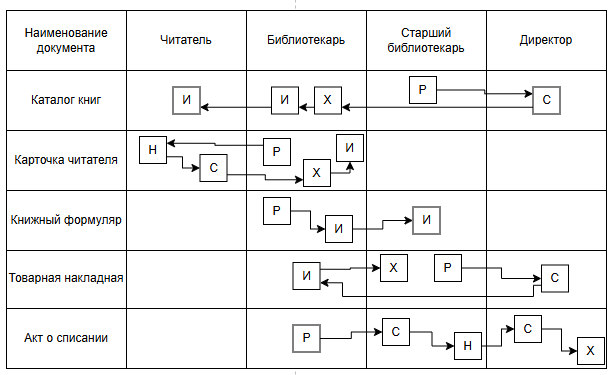 Наименование документа Читатель Библиотекарь Старший библиотекарь Директор
Каталог книг И И Х Р С
Карточка читателя Н С Р Х И
Книжный формуляр Р И И
Товарная накладная И Х Р С
Акт о списании Р С Н С Х